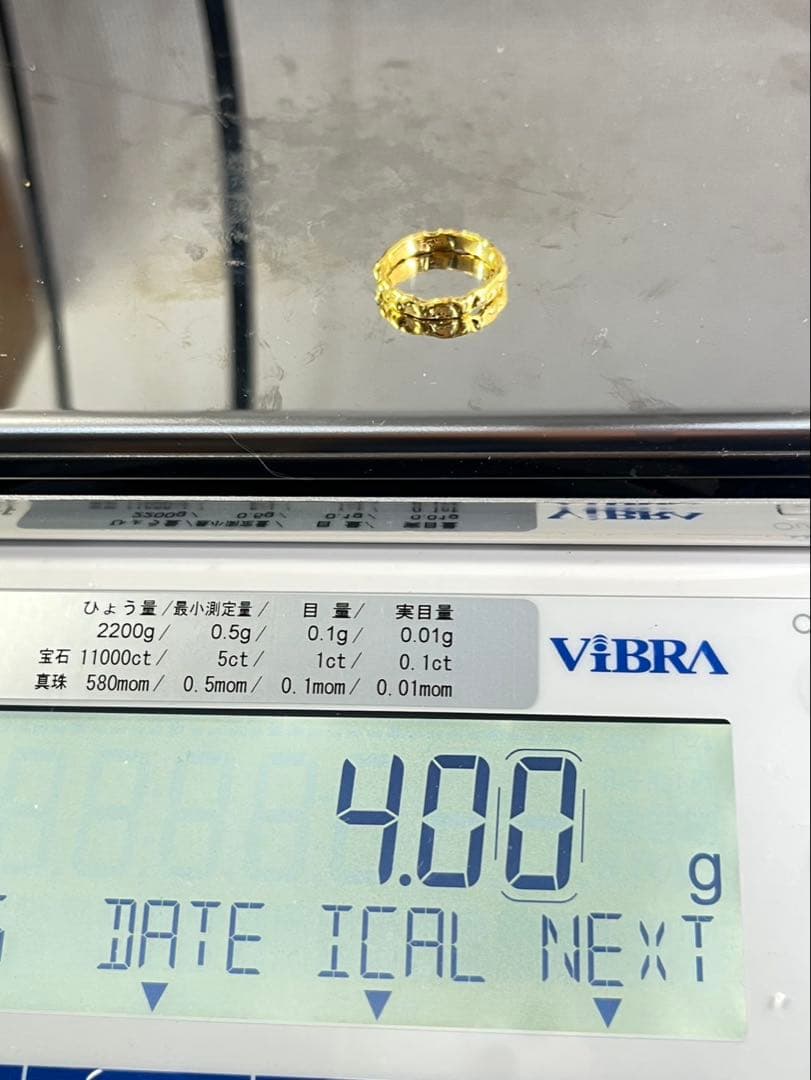 ひょう量/最小測定量/ 目 量/ 実目量
2200g/ 0.5g/ 0.1g/ 0.01g
宝石 11000ct/ 5ct/ 1ct/ 0.1ct
真珠 580mom/ 0.5mom/ 0.1mom/ 0.01mom
ViBRA
4.00 g
DATE ICAL NEXT